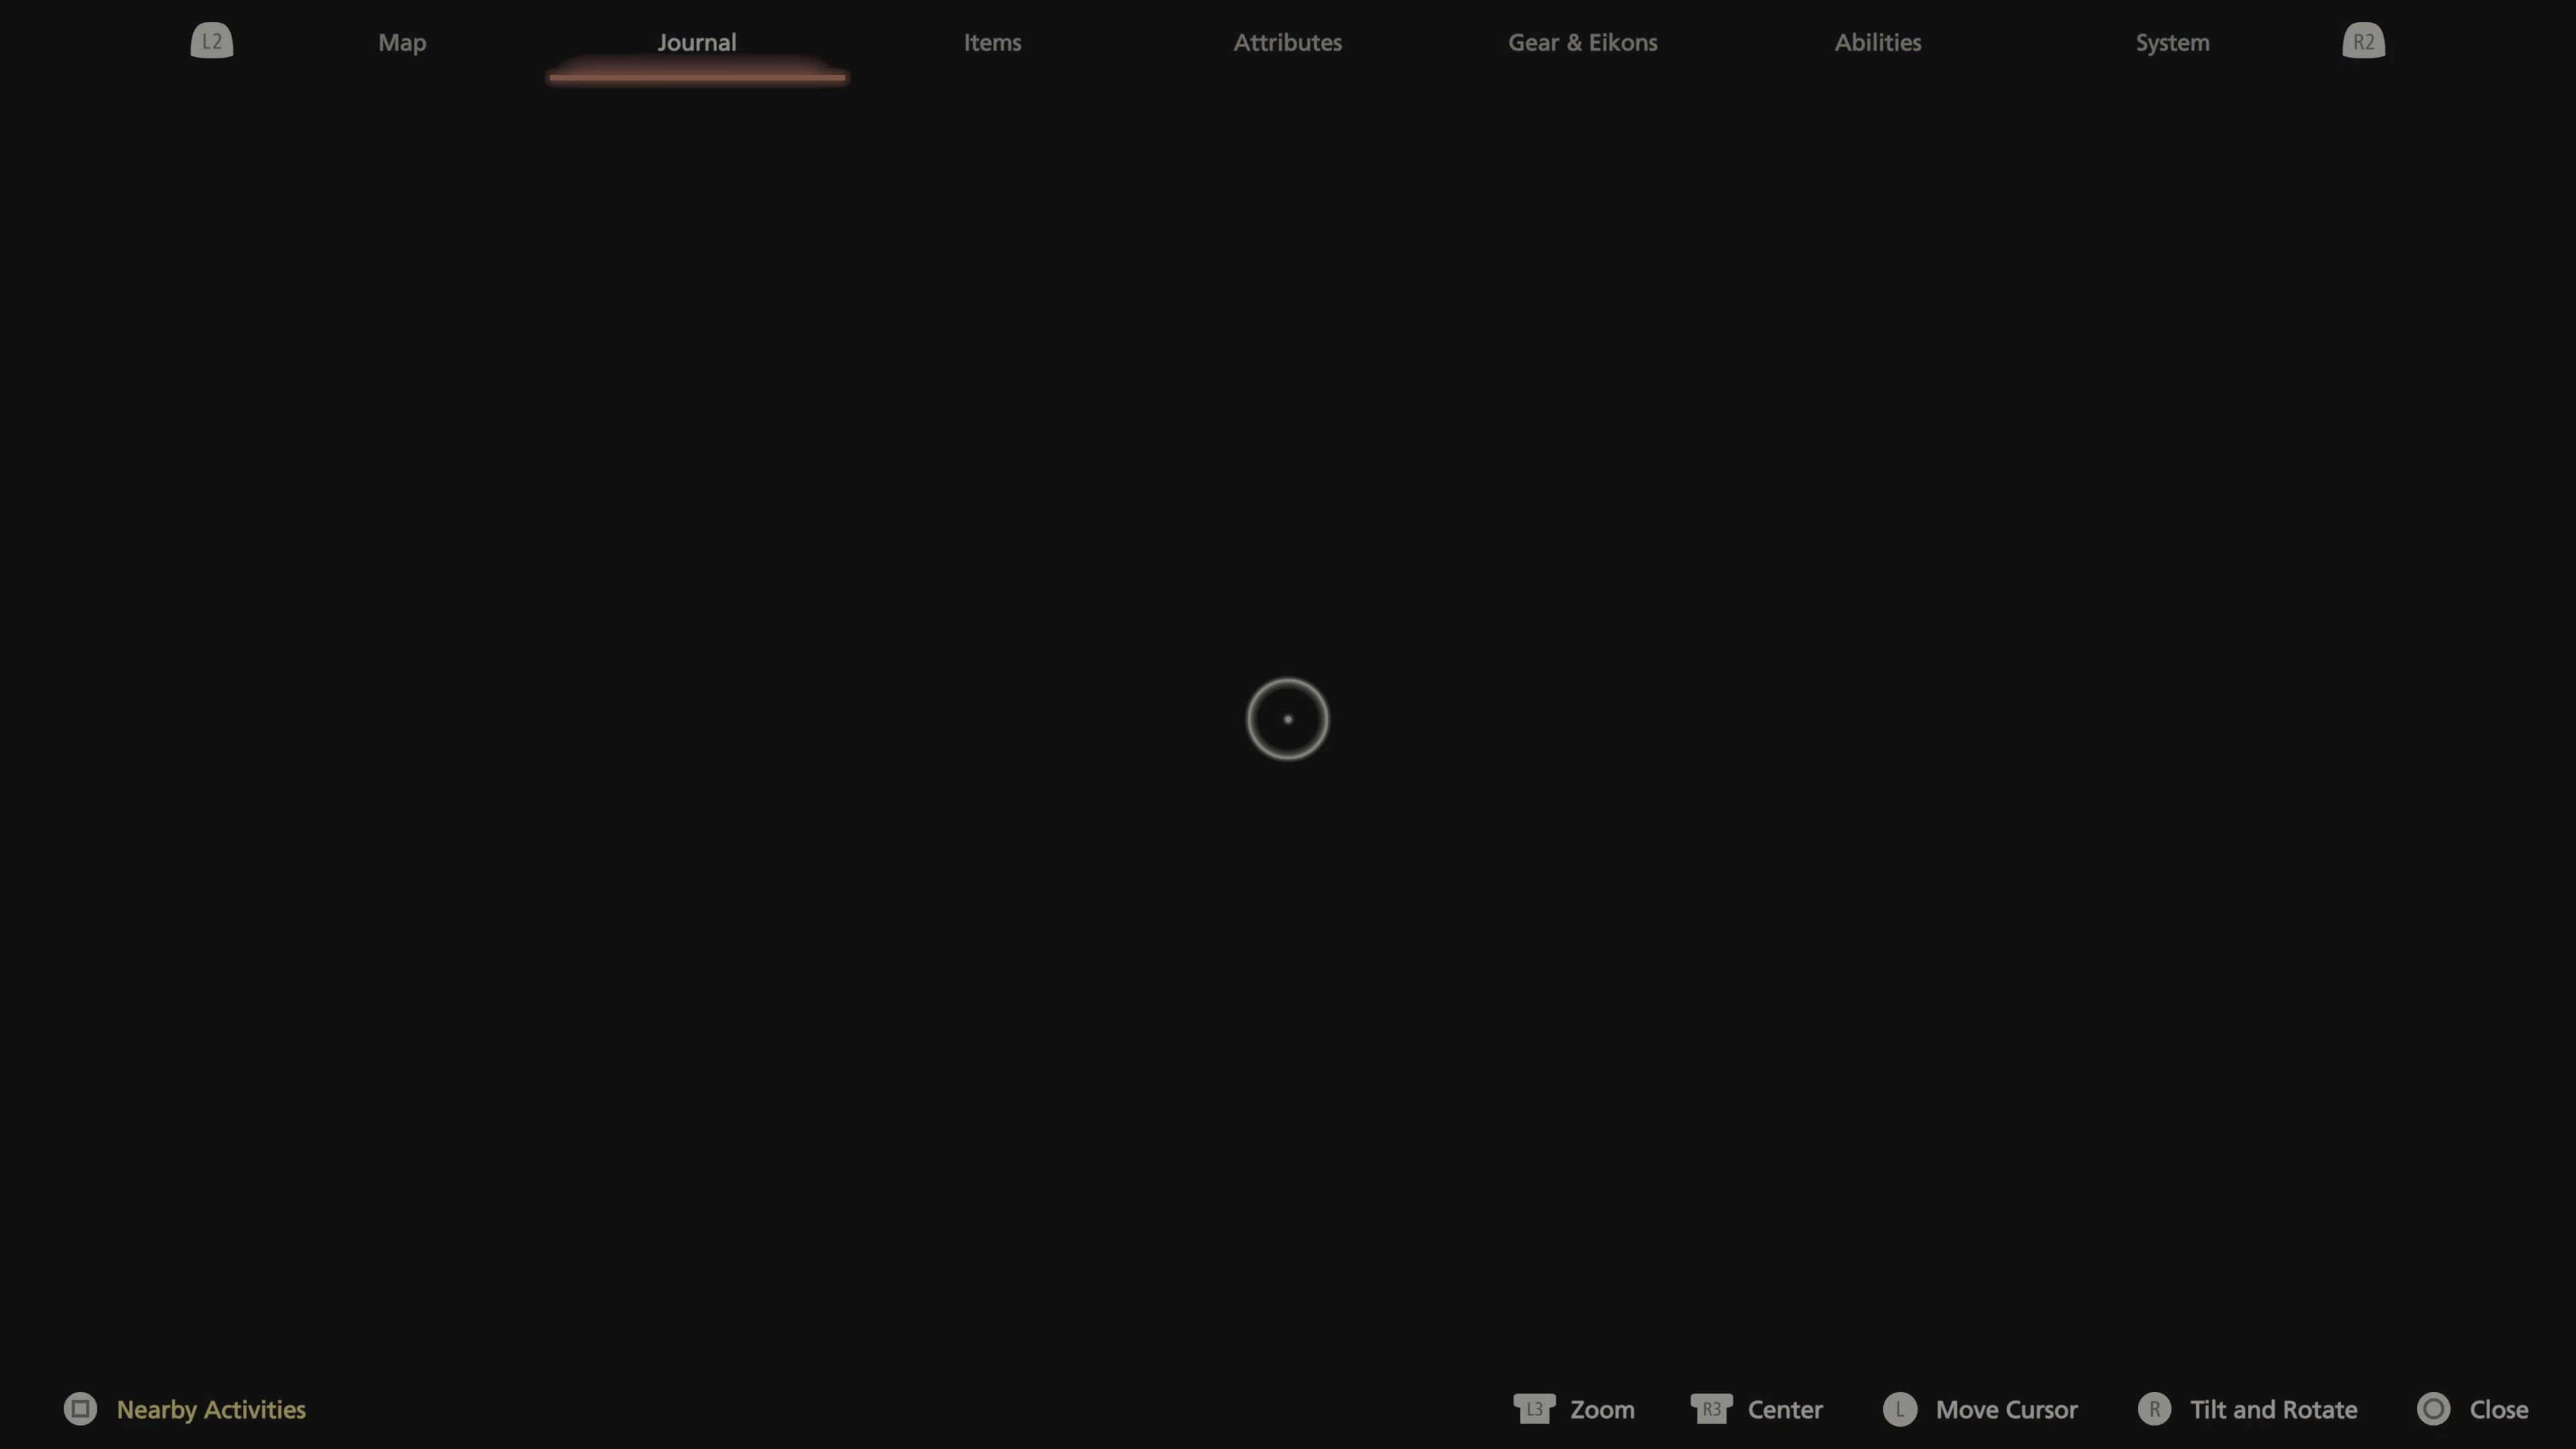 L2 Map Journal Items Attributes Gear & Eikons Abilities System R2
Nearby Activities L3 Zoom R3 Center L Move Cursor R Tilt and Rotate Close